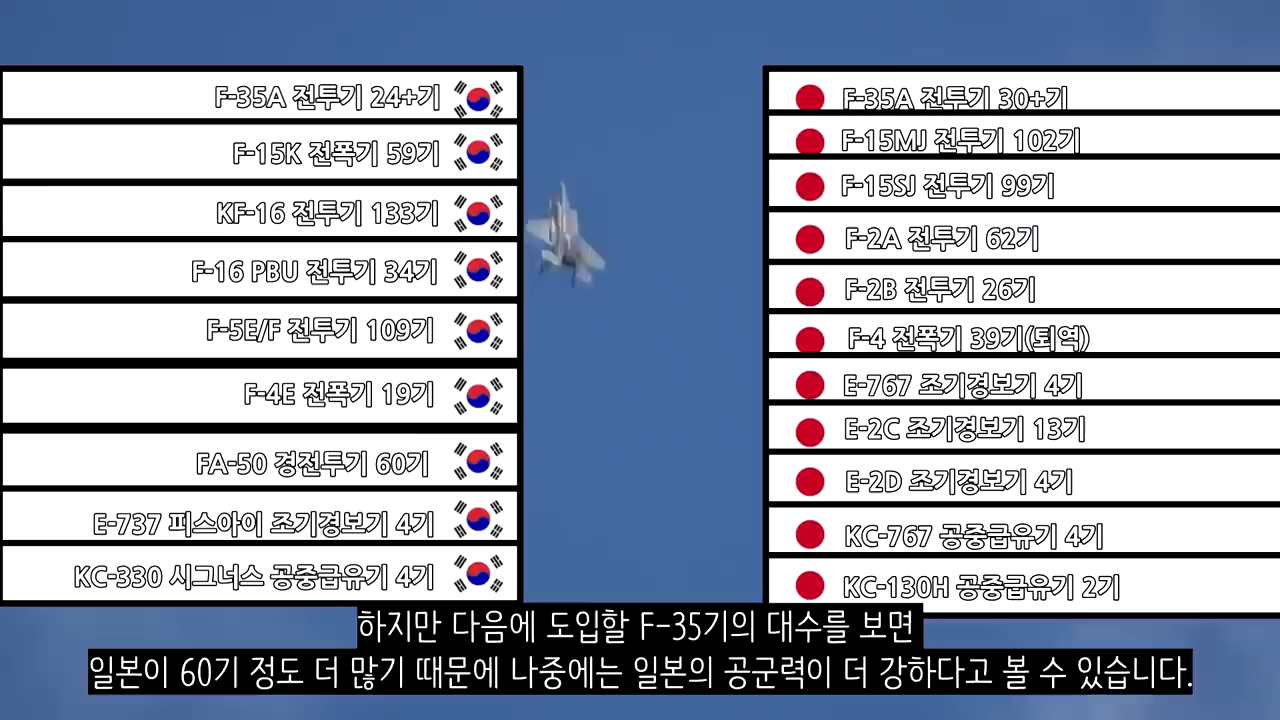 F-35A 전투기 24+기
F-15K 전폭기 59기
KF-16 전투기 133기
F-16 PBU 전투기 34기
F-5E/F 전투기 109기
F-4E 전폭기 19기
FA-50 경전투기 60기
E-737 피스아이 조기경보기 4기
KC-330 시그너스 공중급유기 4기
F-35A 전투기 30+기
F-15MJ 전투기 102기
F-15SJ 전투기 99기
F-2A 전투기 62기
F-2B 전투기 26기
F-4 전폭기 39기(퇴역)
E-767 조기경보기 4기
E-2C 조기경보기 13기
E-2D 조기경보기 4기
KC-767 공중급유기 4기
KC-130H 공중급유기 2기
하지만 다음에 도입할 F-35기의 대수를 보면
일본이 60기 정도 더 많기 때문에 나중에는 일본의 공군력이 더 강하다고 볼 수 있습니다.